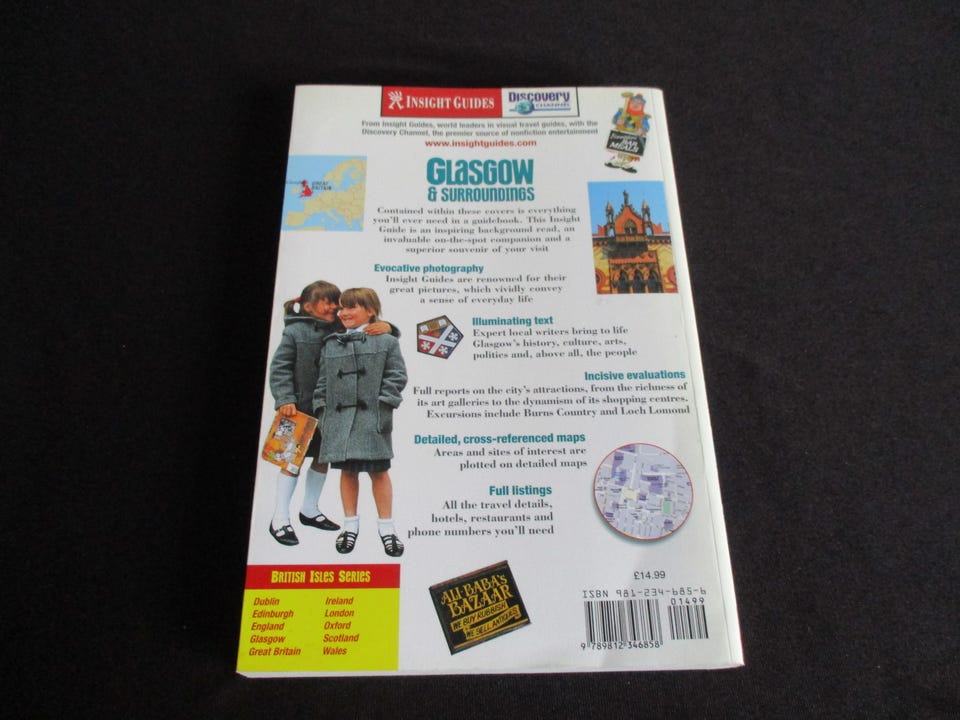 INSIGHT GUIDES
Discovery
CHANNEL
From Insight Guides, world leaders in visual travel guides, with the
Discovery Channel, the premier source of nonfiction entertainment
www.insightguides.com
BAR
MEALS
GREAT
BRITAIN
GLASGOW
& SURROUNDINGS
Contained within these covers is everything
you'll ever need in a guidebook. This Insight
Guide is an inspiring background read, an
invaluable on-the-spot companion and a
superior souvenir of your visit
Evocative photography
Insight Guides are renowned for their
great pictures, which vividly convey
a sense of everyday life
Illuminating text
Expert local writers bring to life
Glasgow's history, culture, arts,
politics and, above all, the people
Incisive evaluations
Full reports on the city's attractions, from the richness of
its art galleries to the dynamism of its shopping centres.
Excursions include Burns Country and Loch Lomond
Detailed, cross-referenced maps
Areas and sites of interest are
plotted on detailed maps
Full listings
All the travel details,
hotels, restaurants and
phone numbers you'll need
BRITISH ISLES SERIES
Dublin
Edinburgh
England
Glasgow
Great Britain
Ireland
London
Oxford
Scotland
Wales
ALI-BABA'S
BAZAAR
WE BUY RUBBISH
WE SELL ANTIQUES
£14.99
ISBN 981-234-685-6
01499
9 789812 346858